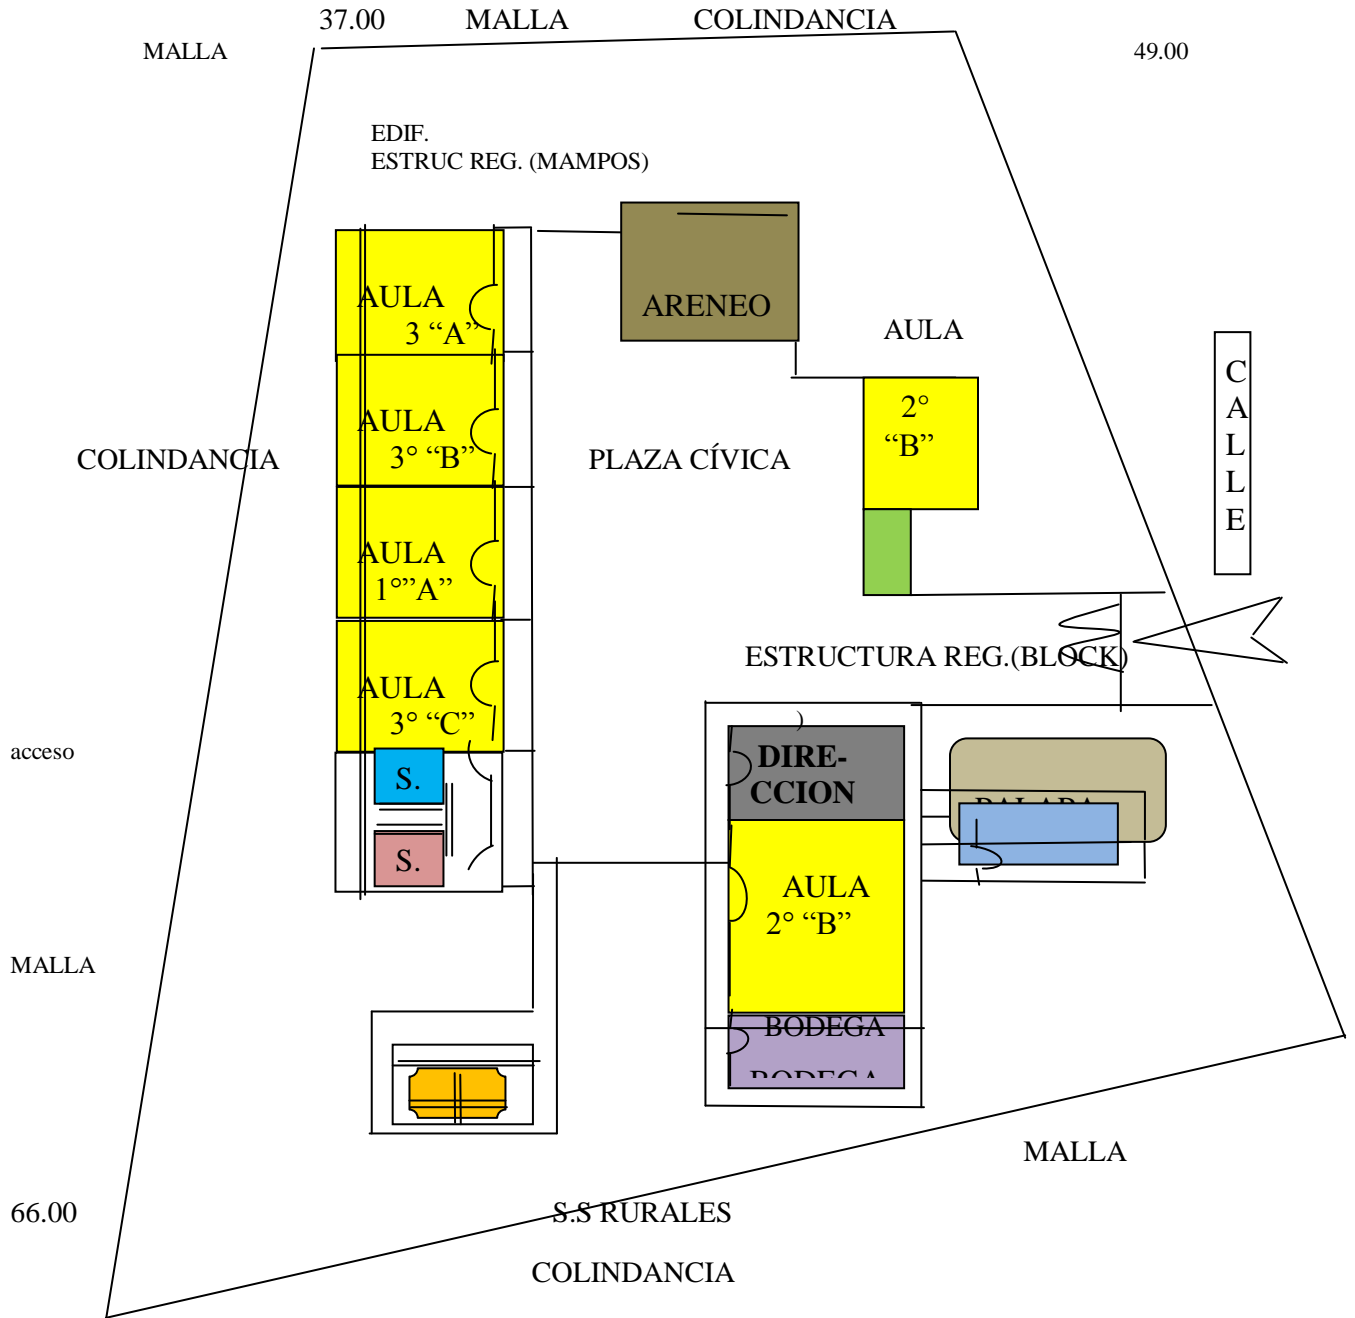 37.00 MALLA COLINDANCIA
MALLA 49.00
EDIF.
ESTRUC REG. (MAMPOS)
ARENEO
AULA
3 “A”
AULA
2°
“B”
CALLE
AULA
3° “B”
COLINDANCIA
PLAZA CÍVICA
AULA
1°”A”
ESTRUCTURA REG.(BLOCK)
)
AULA
3° “C”
acceso
S.
DIRE-
CCION
S.
AULA
2° “B”
MALLA
BODEGA
BODEGA
MALLA
66.00
S.S RURALES
COLINDANCIA